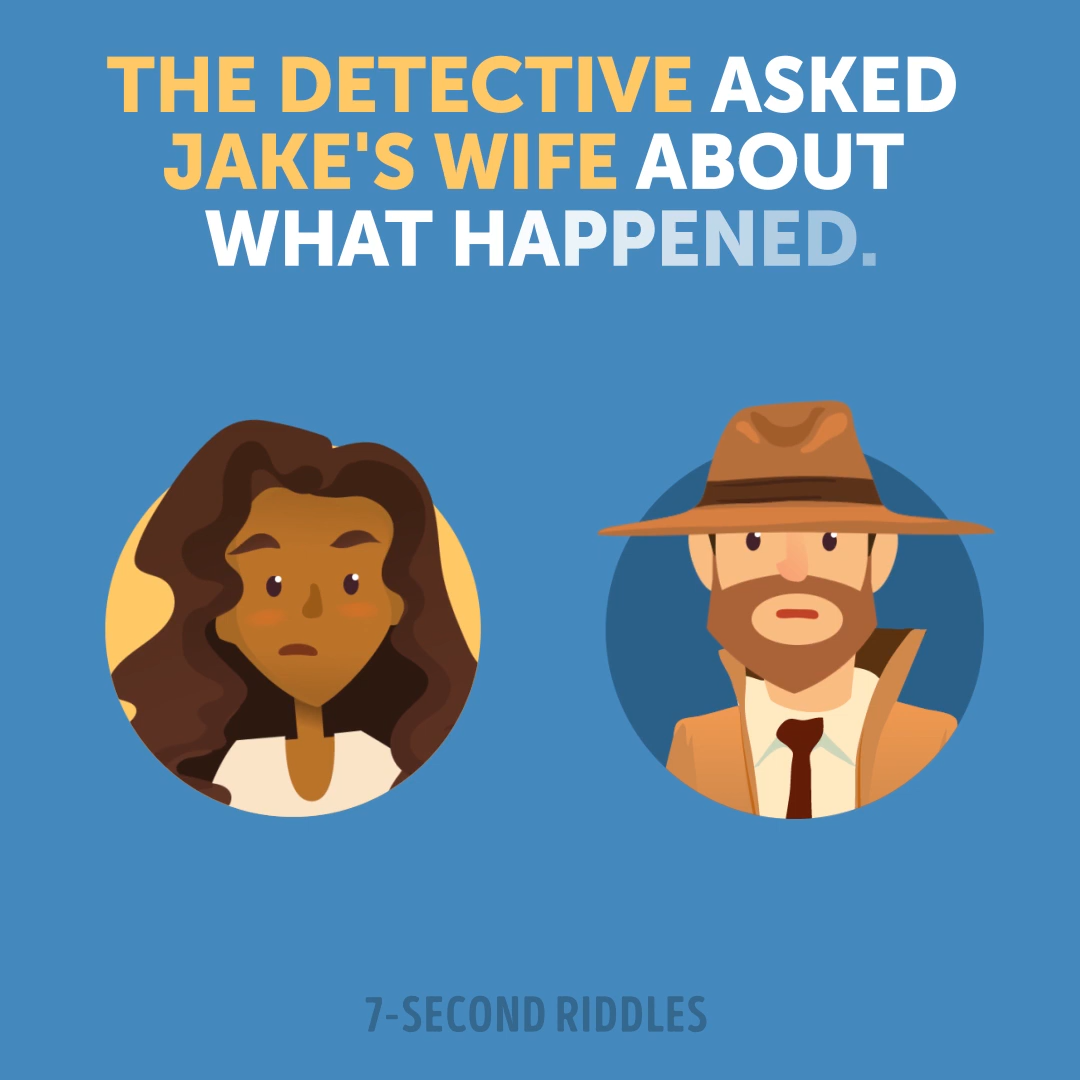 THE DETECTIVE ASKED
JAKE'S WIFE ABOUT
WHAT HAPPENED.
7-SECOND RIDDLES